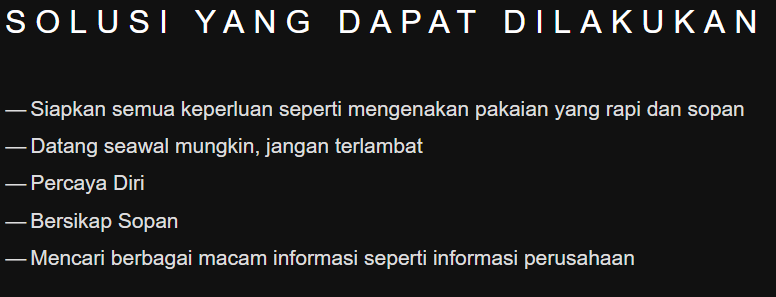 SOLUSI YANG DAPAT DILAKUKAN
— Siapkan semua keperluan seperti mengenakan pakaian yang rapi dan sopan
— Datang seawal mungkin, jangan terlambat
— Percaya Diri
— Bersikap Sopan
— Mencari berbagai macam informasi seperti informasi perusahaan